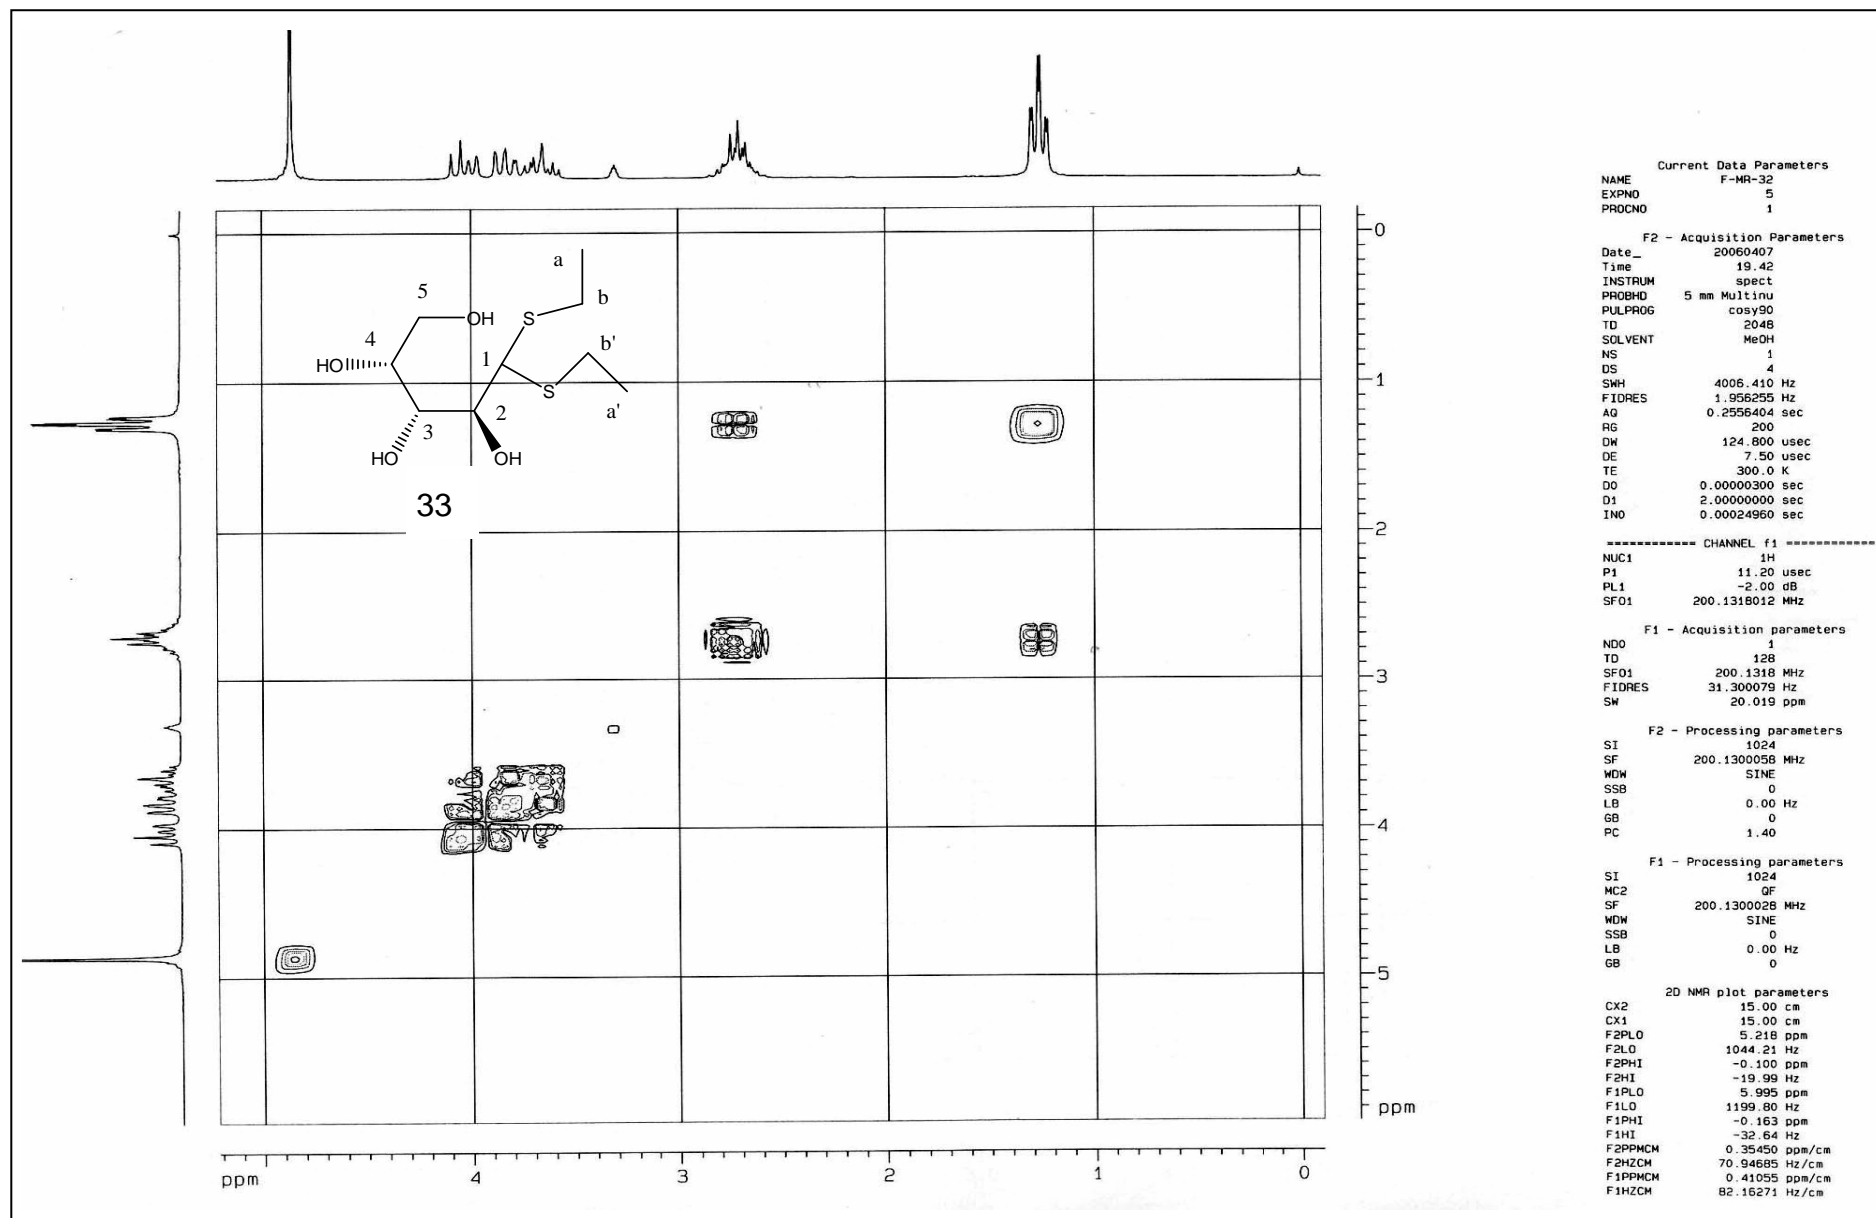 a
b
5
S
OH
4
b'
HO
1
S
2
a'
3
HO
OH
33
0
1
2
3
4
5
ppm
ppm
4
3
2
1
0
Current Data Parameters
NAME F-MR-32
EXPNO 5
PROCNO 1
F2 - Acquisition Parameters
Date_ 20060407
Time 19.42
INSTRUM spect
PROBHD 5 mm Multinu
PULPROG cosy90
TD 2048
SOLVENT MeOH
NS 1
DS 4
SWH 4006.410 Hz
FIDRES 1.956255 Hz
AQ 0.2556404 sec
RG 200
DW 124.800 usec
DE 7.50 usec
TE 300.0 K
D0 0.00000300 sec
D1 2.00000000 sec
IN0 0.00024960 sec
============ CHANNEL f1 ============
NUC1 1H
P1 11.20 usec
PL1 -2.00 dB
SFO1 200.1318012 MHz
F1 - Acquisition parameters
ND0 1
TD 128
SFO1 200.1318 MHz
FIDRES 31.300079 Hz
SW 20.019 ppm
F2 - Processing parameters
SI 1024
SF 200.1300058 MHz
WDW SINE
SSB 0
LB 0.00 Hz
GB 0
PC 1.40
F1 - Processing parameters
SI 1024
MC2 QF
SF 200.1300028 MHz
WDW SINE
SSB 0
LB 0.00 Hz
GB 0
2D NMR plot parameters
CX2 15.00 cm
CX1 15.00 cm
F2PLO 5.218 ppm
F2LO 1044.21 Hz
F2PHI -0.100 ppm
F2HI -19.99 Hz
F1PLO 5.995 ppm
F1LO 1199.80 Hz
F1PHI -0.163 ppm
F1HI -32.64 Hz
F2PPMCM 0.35450 ppm/cm
F2HZCM 70.94685 Hz/cm
F1PPMCM 0.41055 ppm/cm
F1HZCM 82.16271 Hz/cm